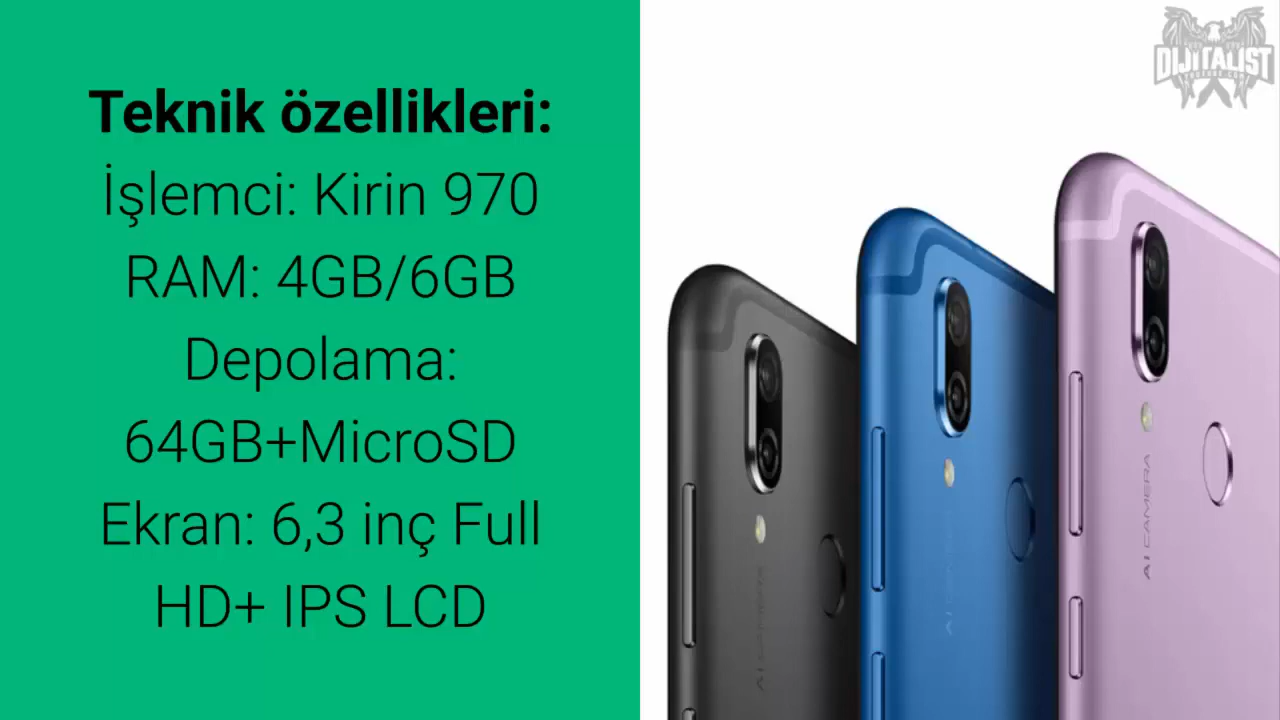 Teknik özellikleri:
İşlemci: Kirin 970
RAM: 4GB/6GB
Depolama:
64GB+MicroSD
Ekran: 6,3 inç Full
HD+ IPS LCD
DIJITALIST
AI CAMERA
AI CAMERA
AI CAMERA